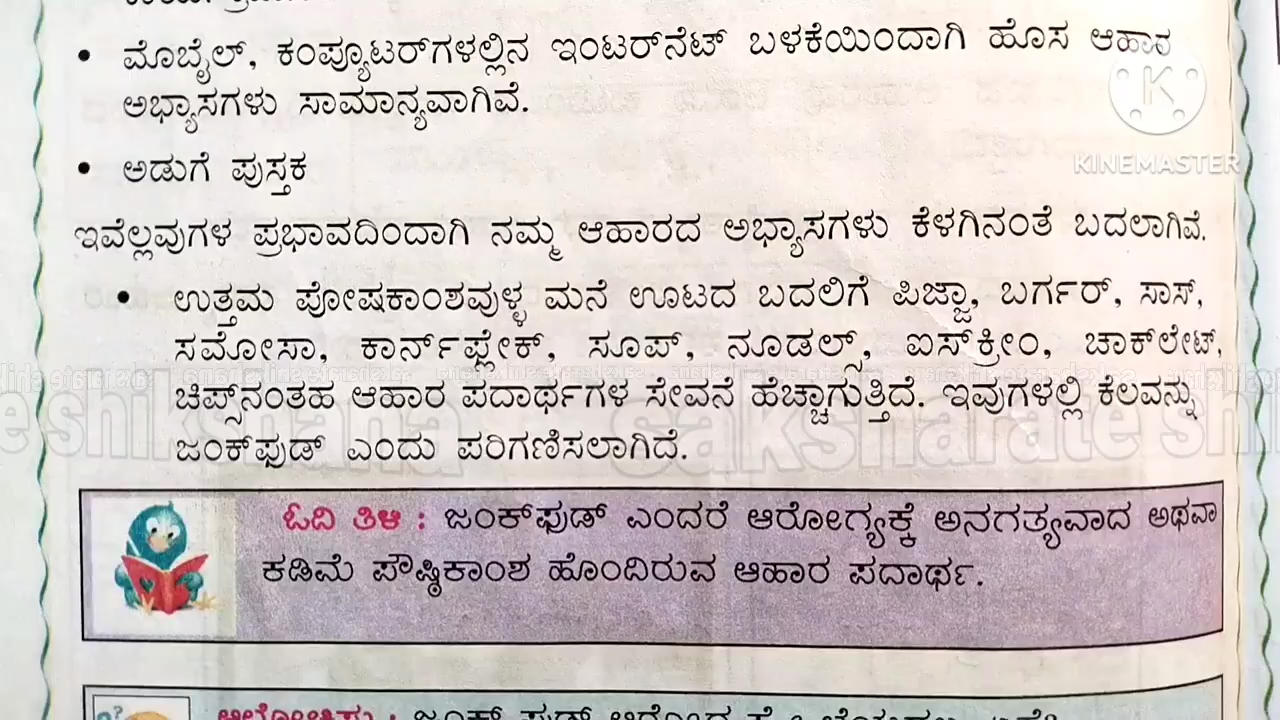 • ಮೊಬೈಲ್, ಕಂಪ್ಯೂಟರ್‌ಗಳಲ್ಲಿನ ಇಂಟರ್‌ನೆಟ್ ಬಳಕೆಯಿಂದಾಗಿ ಹೊಸ ಆಹಾರ
ಅಭ್ಯಾಸಗಳು ಸಾಮಾನ್ಯವಾಗಿವೆ.
KINEMASTER
• ಅಡುಗೆ ಪುಸ್ತಕ
ಇವೆಲ್ಲವುಗಳ ಪ್ರಭಾವದಿಂದಾಗಿ ನಮ್ಮ ಆಹಾರದ ಅಭ್ಯಾಸಗಳು ಕೆಳಗಿನಂತೆ ಬದಲಾಗಿವೆ.
• ಉತ್ತಮ ಪೋಷಕಾಂಶವುಳ್ಳ ಮನೆ ಊಟದ ಬದಲಿಗೆ ಪಿಜ್ಜಾ, ಬರ್ಗರ್, ಸಾಸ್,
ಸಮೋಸಾ, ಕಾರ್ನ್‌ಫ್ಲೇಕ್, ಸೂಪ್, ನೂಡಲ್ಸ್, ಐಸ್‌ಕ್ರೀಂ, ಚಾಕ್‌ಲೇಟ್,
ಚಿಪ್ಸ್‌ನಂತಹ ಆಹಾರ ಪದಾರ್ಥಗಳ ಸೇವನೆ ಹೆಚ್ಚಾಗುತ್ತಿದೆ. ಇವುಗಳಲ್ಲಿ ಕೆಲವನ್ನು
ಜಂಕ್‌ಫುಡ್ ಎಂದು ಪರಿಗಣಿಸಲಾಗಿದೆ.
shikshana saksharate
ಓದಿ ತಿಳಿ : ಜಂಕ್‌ಫುಡ್ ಎಂದರೆ ಆರೋಗ್ಯಕ್ಕೆ ಅನಗತ್ಯವಾದ ಅಥವಾ
ಕಡಿಮೆ ಪೌಷ್ಠಿಕಾಂಶ ಹೊಂದಿರುವ ಆಹಾರ ಪದಾರ್ಥ.